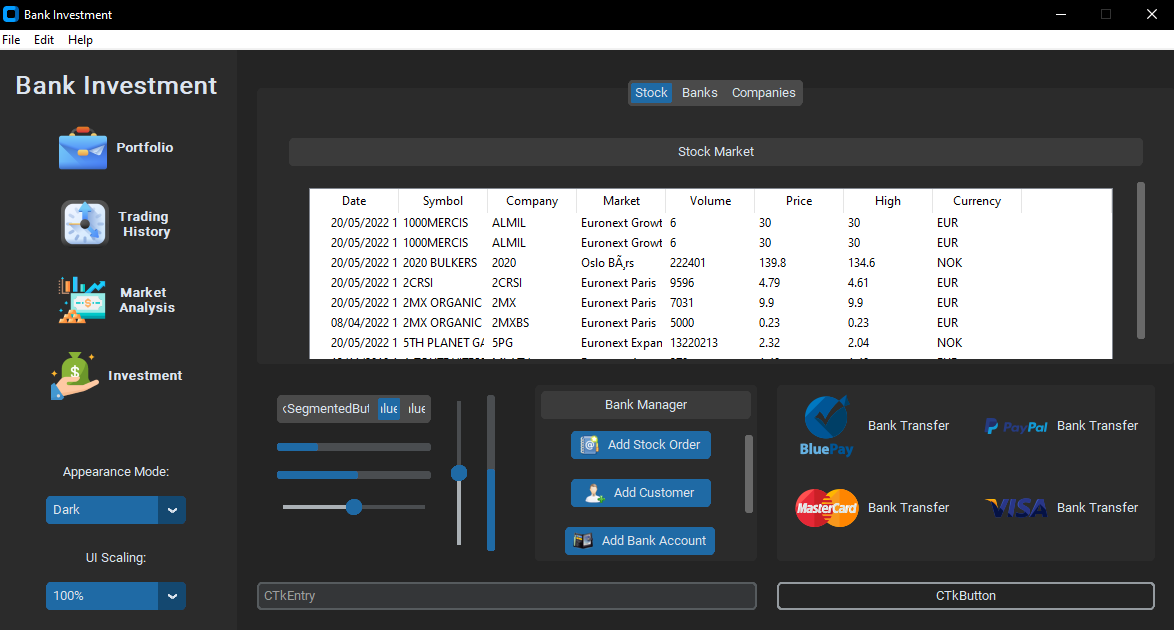 Bank Investment
File Edit Help
Bank Investment
Portfolio
Trading
History
Market
Analysis
Investment
Appearance Mode:
Dark
UI Scaling:
100%
Stock Banks Companies
Stock Market
Date Symbol Company Market Volume Price High Currency
20/05/2022 1 1000MERCIS ALMIL Euronext Growt 6 30 30 EUR
20/05/2022 1 1000MERCIS ALMIL Euronext Growt 6 30 30 EUR
20/05/2022 1 2020 BULKERS 2020 Oslo BÃ¸rs 222401 139.8 134.6 NOK
20/05/2022 1 2CRSI 2CRSI Euronext Paris 9596 4.79 4.61 EUR
20/05/2022 1 2MX ORGANIC 2MX Euronext Paris 7031 9.9 9.9 EUR
08/04/2022 1 2MX ORGANIC 2MXBS Euronext Paris 5000 0.23 0.23 EUR
20/05/2022 1 5TH PLANET GA 5PG Euronext Expan 13220213 2.32 2.04 NOK
kSegmentedBut ilue ilue
Bank Manager
Add Stock Order
Add Customer
Add Bank Account
BluePay
Bank Transfer
PayPal
Bank Transfer
MasterCard
Bank Transfer
VISA
Bank Transfer
CTkEntry
CTkButton